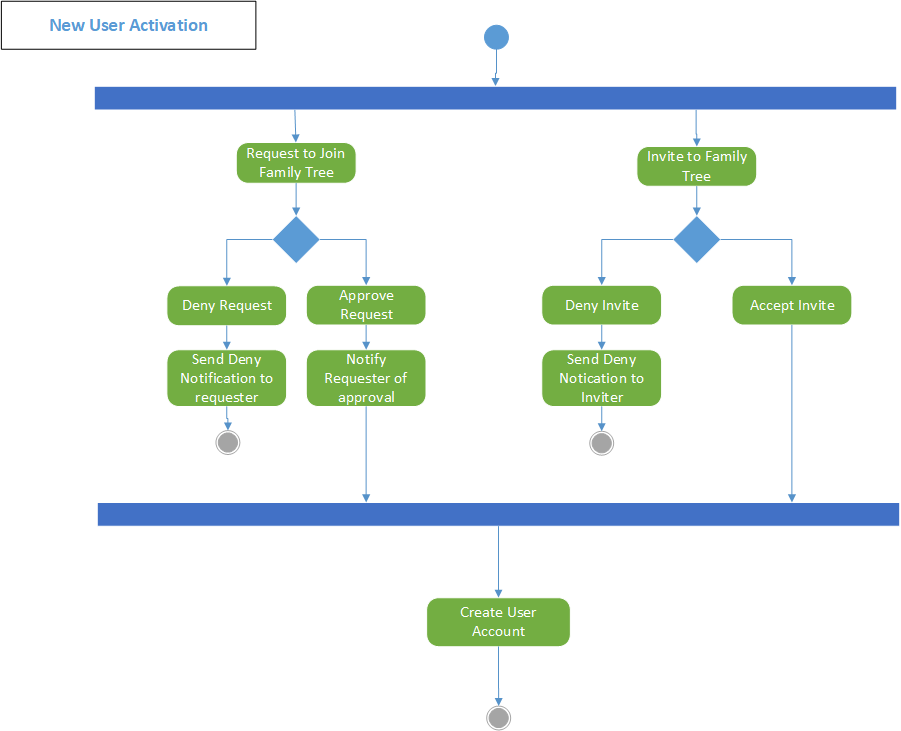 New User Activation
Request to Join
Family Tree
Invite to Family
Tree
Deny Request
Approve
Request
Deny Invite
Accept Invite
Send Deny
Notification to
requester
Notify
Requester of
approval
Send Deny
Notication to
Inviter
Create User
Account